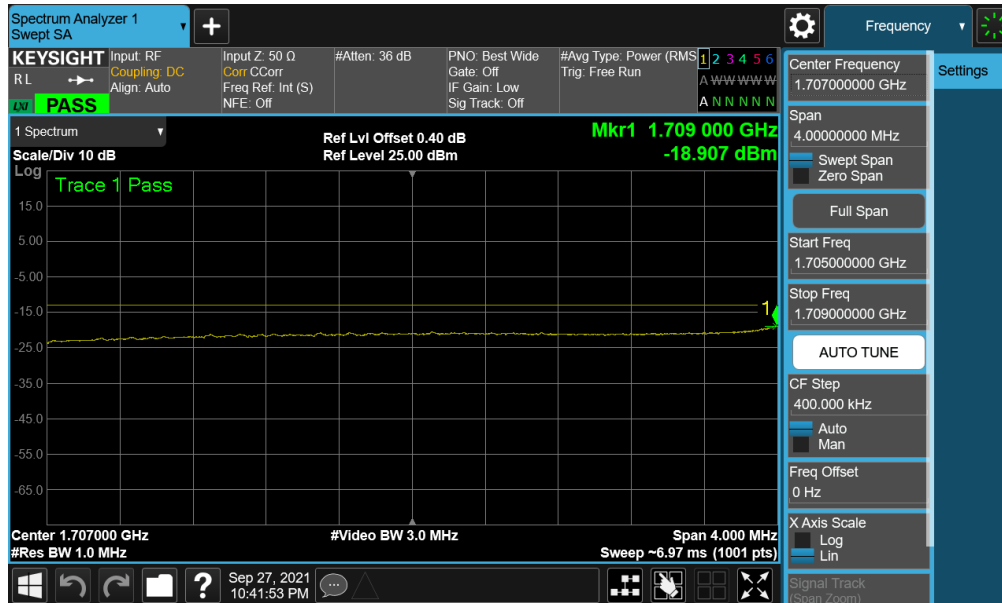 Spectrum Analyzer 1
Swept SA
Frequency
KEYSIGHT
R L
LXI PASS
Input: RF
Coupling: DC
Align: Auto
Input Z: 50 Ω
Corr CCorr
Freq Ref: Int (S)
NFE: Off
#Atten: 36 dB
PNO: Best Wide
Gate: Off
IF Gain: Low
Sig Track: Off
#Avg Type: Power (RMS
Trig: Free Run
1 2 3 4 5 6
A W W W W W
A N N N N N
1 Spectrum
Scale/Div 10 dB
Ref Lvl Offset 0.40 dB
Ref Level 25.00 dBm
Mkr1 1.709 000 GHz
-18.907 dBm
Log
Trace 1 Pass
15.0
5.00
-5.00
-15.0
-25.0
-35.0
-45.0
-55.0
-65.0
1
Center 1.707000 GHz
#Res BW 1.0 MHz
#Video BW 3.0 MHz
Span 4.000 MHz
Sweep ~6.97 ms (1001 pts)
Sep 27, 2021
10:41:53 PM
Center Frequency
1.707000000 GHz
Span
4.00000000 MHz
Swept Span
Zero Span
Full Span
Start Freq
1.705000000 GHz
Stop Freq
1.709000000 GHz
AUTO TUNE
CF Step
400.000 kHz
Auto
Man
Freq Offset
0 Hz
X Axis Scale
Log
Lin
Signal Track
(Span Zoom)
Settings